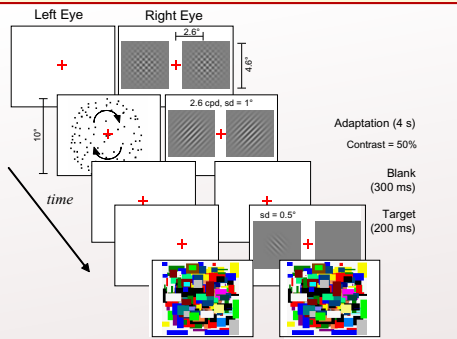 Left Eye
Right Eye
2.6°
4.6°
10°
2.6 cpd, sd = 1°
Adaptation (4 s)
Contrast = 50%
Blank
(300 ms)
time
Target
(200 ms)
sd = 0.5°